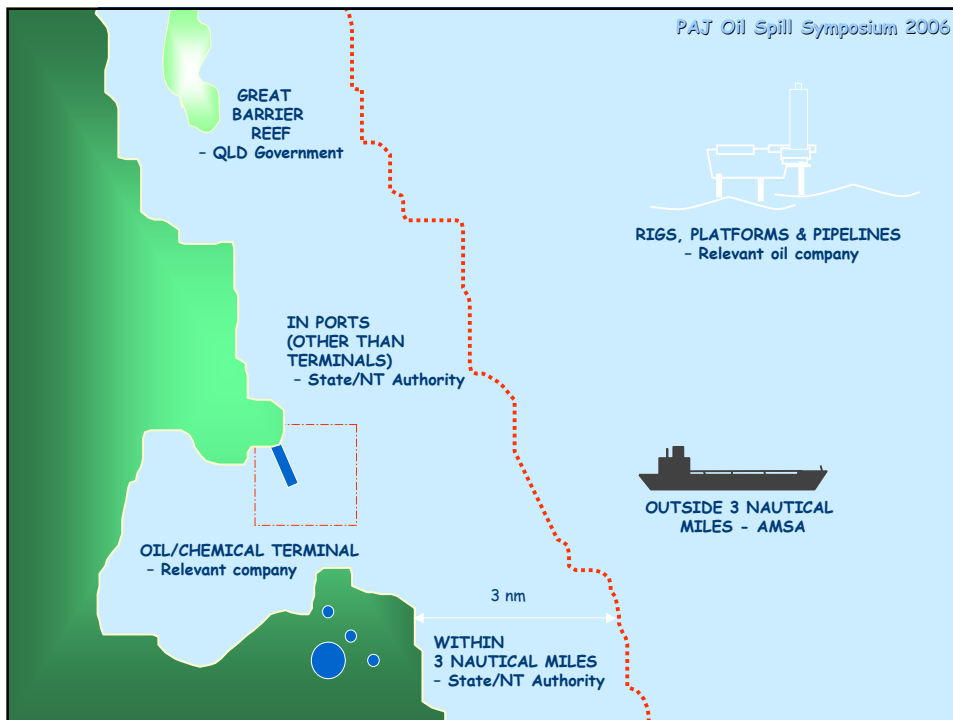 PAJ Oil Spill Symposium 2006
GREAT
BARRIER
REEF
– QLD Government
RIGS, PLATFORMS & PIPELINES
– Relevant oil company
IN PORTS
(OTHER THAN
TERMINALS)
– State/NT Authority
OUTSIDE 3 NAUTICAL
MILES - AMSA
OIL/CHEMICAL TERMINAL
– Relevant company
3 nm
WITHIN
3 NAUTICAL MILES
– State/NT Authority